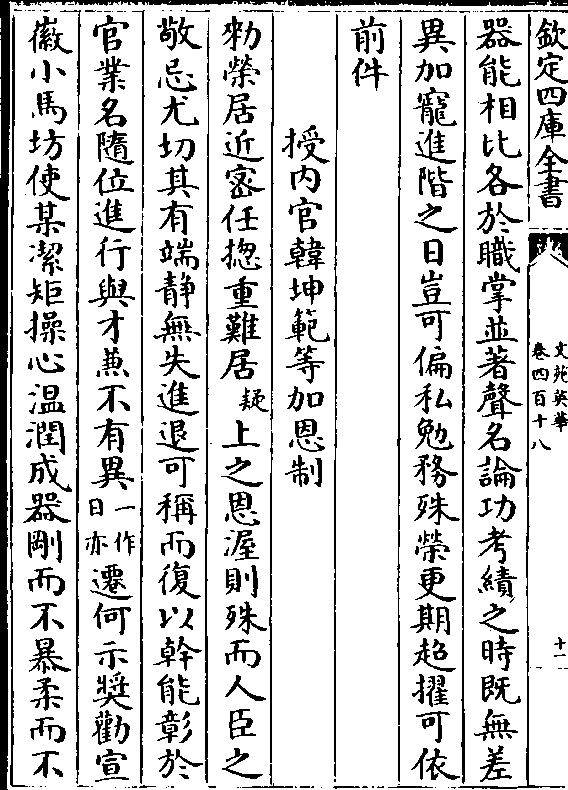 欽定四庫全書
文苑英華
卷四百十八
十一
器能相比各於職掌並著聲名論功考績之時既無差
異加寵進階之日豈可偏私勉務殊榮更期超擢可依
前件
授内官韓坤範等加恩制
勑榮居近宻任揔重難居疑上之恩渥則殊而人臣之
敬忌尤切其有端静無失進退可稱而復以幹能彰於
官業名隨位進行與才兼不有異一作日亦遷何示奬勸宣
徽小馬坊使某潔矩操心温潤成器剛而不暴柔而不